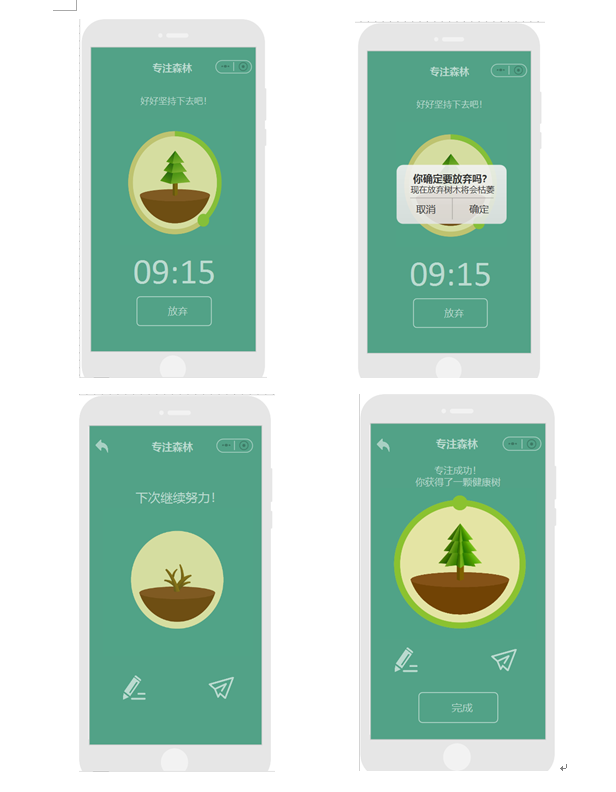 专注森林
好好坚持下去吧!
09:15
放弃
专注森林
好好坚持下去吧!
你确定要放弃吗?
现在放弃树木将会枯萎
取消
确定
09:15
放弃
专注森林
下次继续努力!
专注森林
专注成功!
你获得了一颗健康树
完成